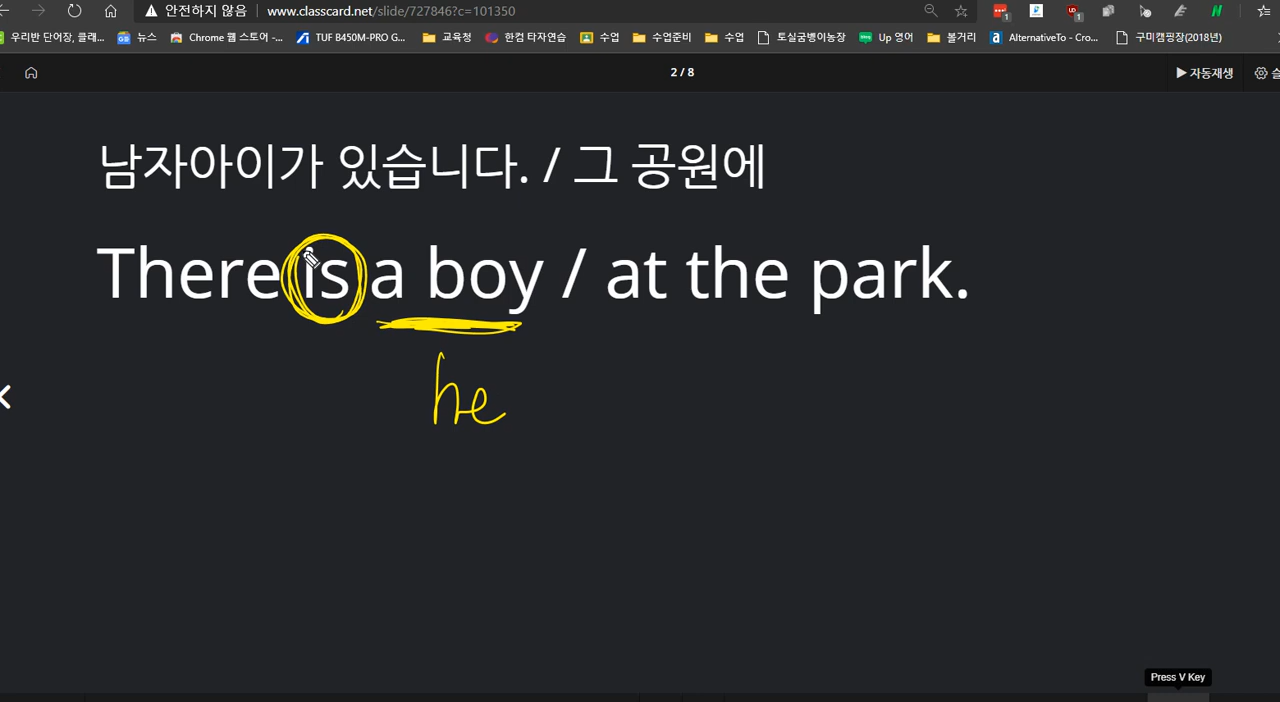 안전하지 않음 www.classcard.net/slide/727846?c=101350
우리반 단어장, 클래... 뉴스 Chrome 웹 스토어 -... TUF B450M-PRO G... 교육청 한컴 타자연습 수업 수업준비 수업 토실굼벵이농장 Up 영어 볼거리 AlternativeTo - Cro... 구미캠핑장(2018년)
2 / 8 자동재생
남자아이가 있습니다. / 그 공원에
There is a boy / at the park.
he
Press V Key